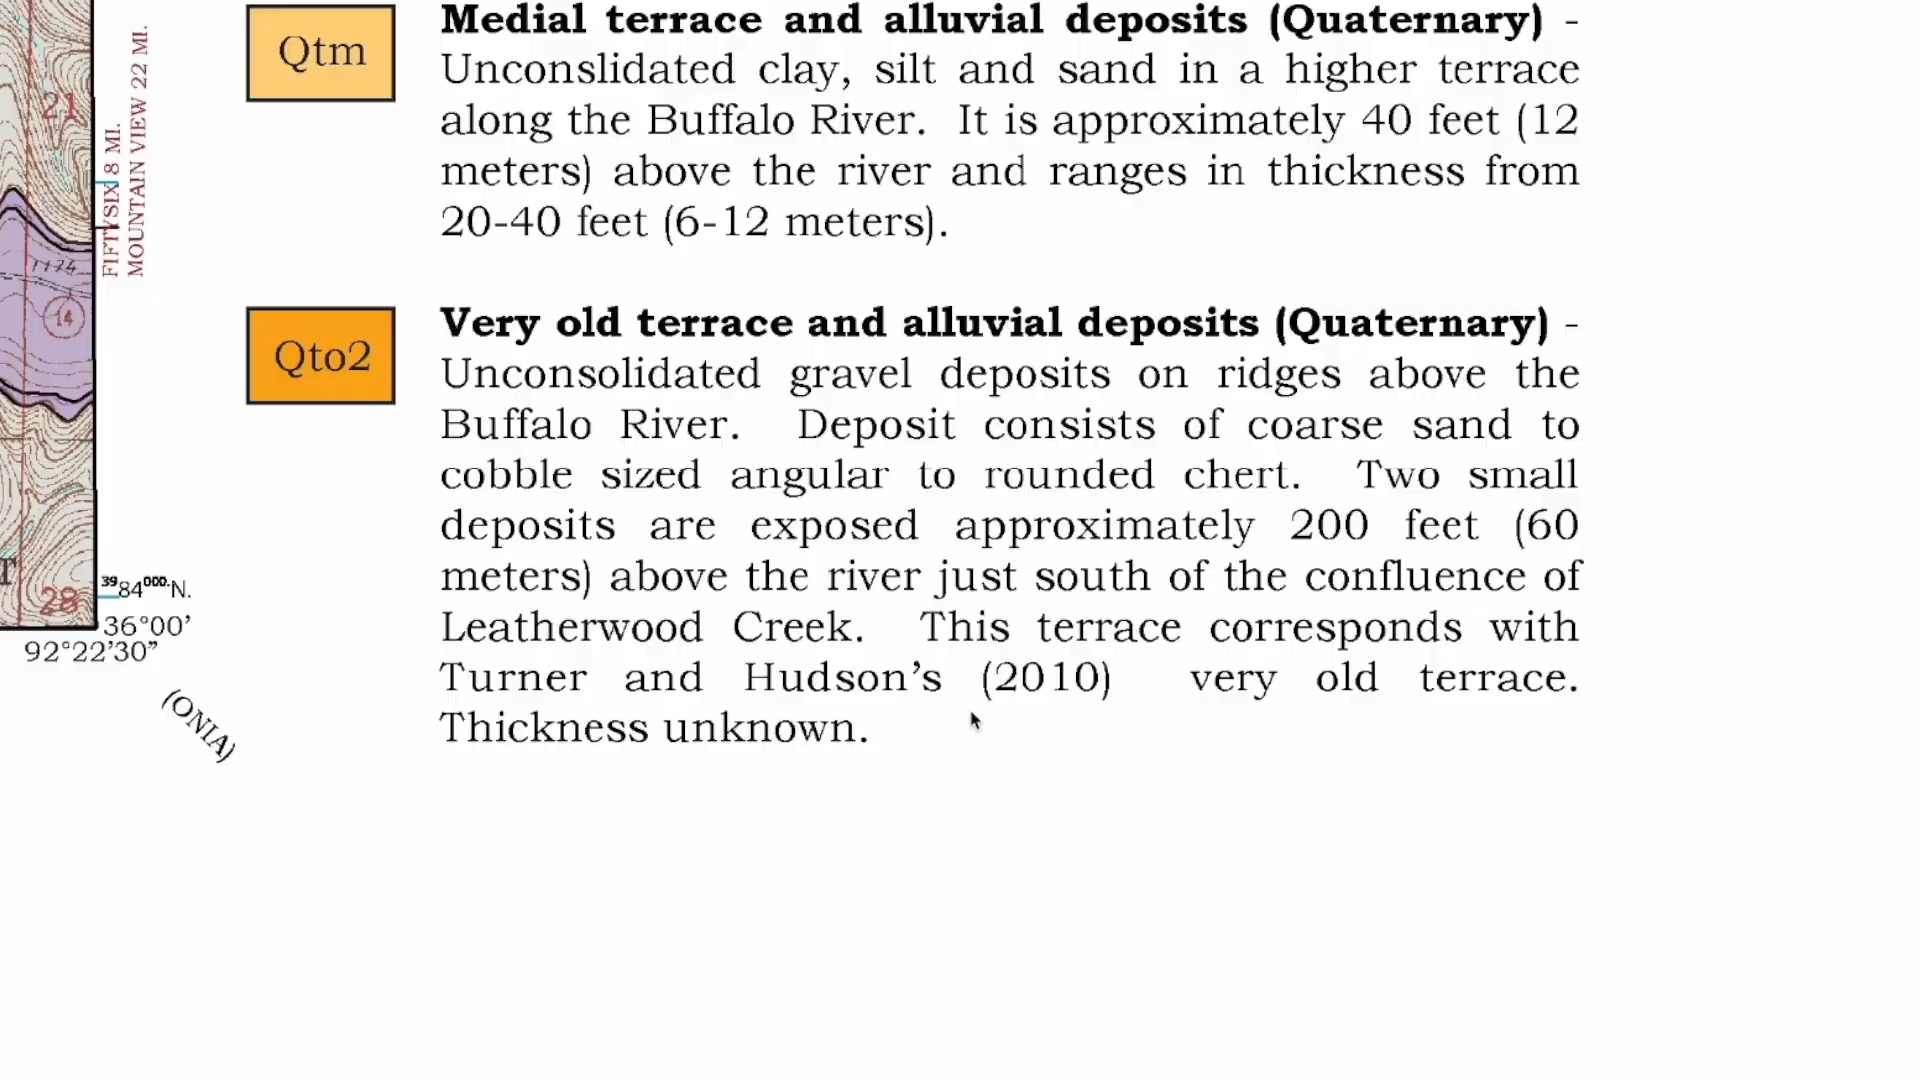 Qtm
Medial terrace and alluvial deposits (Quaternary) -
Unconslidated clay, silt and sand in a higher terrace
along the Buffalo River. It is approximately 40 feet (12
meters) above the river and ranges in thickness from
20-40 feet (6-12 meters).
Qto2
Very old terrace and alluvial deposits (Quaternary) -
Unconsolidated gravel deposits on ridges above the
Buffalo River. Deposit consists of coarse sand to
cobble sized angular to rounded chert. Two small
deposits are exposed approximately 200 feet (60
meters) above the river just south of the confluence of
Leatherwood Creek. This terrace corresponds with
Turner and Hudson's (2010) very old terrace.
Thickness unknown.
21
FIFTYSIX 8 MI.
MOUNTAIN VIEW 22 MI.
1174
14
T
28
3984000·N.
36°00'
92°22'30”
(ONIA)